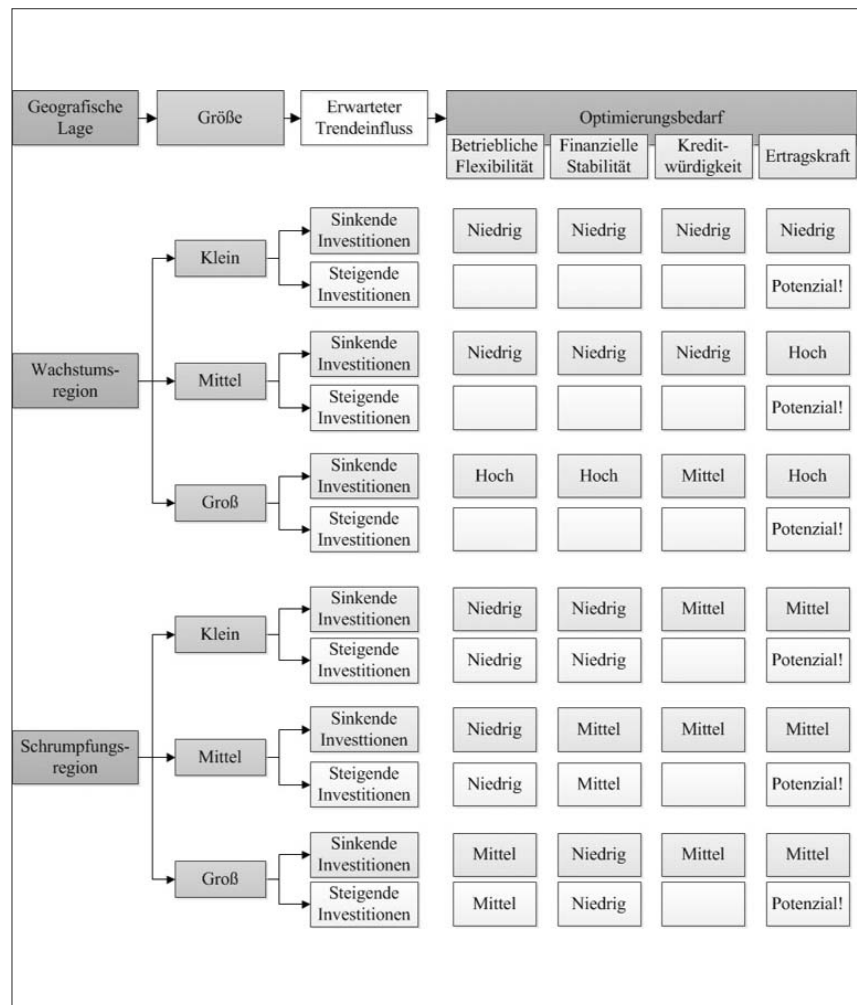 Geografische
Lage
Größe
Erwarteter
Trendeinfluss
Optimierungsbedarf
Betriebliche
Flexibilität
Finanzielle
Stabilität
Kredit-
würdigkeit
Ertragskraft
Wachstums-
region
Klein
Sinkende
Investitionen
Niedrig Niedrig Niedrig Niedrig
Steigende
Investitionen
Potenzial!
Mittel
Sinkende
Investitionen
Niedrig Niedrig Niedrig Hoch
Steigende
Investitionen
Potenzial!
Groß
Sinkende
Investitionen
Hoch Hoch Mittel Hoch
Steigende
Investitionen
Potenzial!
Schrumpfungs-
region
Klein
Sinkende
Investitionen
Niedrig Niedrig Mittel Mittel
Steigende
Investitionen
Niedrig Niedrig Potenzial!
Mittel
Sinkende
Investtionen
Niedrig Mittel Mittel Mittel
Steigende
Investitionen
Niedrig Mittel Potenzial!
Groß
Sinkende
Investitionen
Mittel Niedrig Mittel Mittel
Steigende
Investitionen
Mittel Niedrig Potenzial!